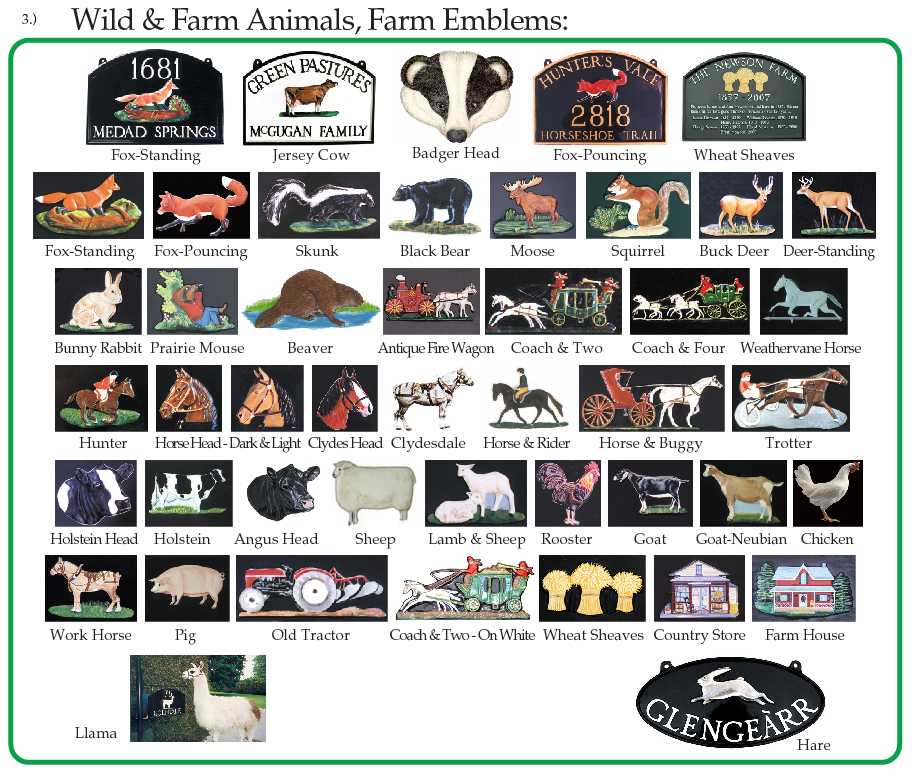 3.) Wild & Farm Animals, Farm Emblems:
1681
MEDAD SPRINGS
GREEN PASTURES
MCGUGAN FAMILY
HUNTER'S VALE
2818
HORSESHOE TRAIL
THE NEWSON FARM
1857 2007
Fox-Standing Jersey Cow Badger Head Fox-Pouncing Wheat Sheaves
Fox-Standing Fox-Pouncing Skunk Black Bear Moose Squirrel Buck Deer Deer-Standing
Bunny Rabbit Prairie Mouse Beaver Antique Fire Wagon Coach & Two Coach & Four Weathervane Horse
Hunter Horse Head - Dark & Light Clydes Head Clydesdale Horse & Rider Horse & Buggy Trotter
Holstein Head Holstein Angus Head Sheep Lamb & Sheep Rooster Goat Goat-Neubian Chicken
Work Horse Pig Old Tractor Coach & Two - On White Wheat Sheaves Country Store Farm House
Llama
GLENGEÀRR
Hare